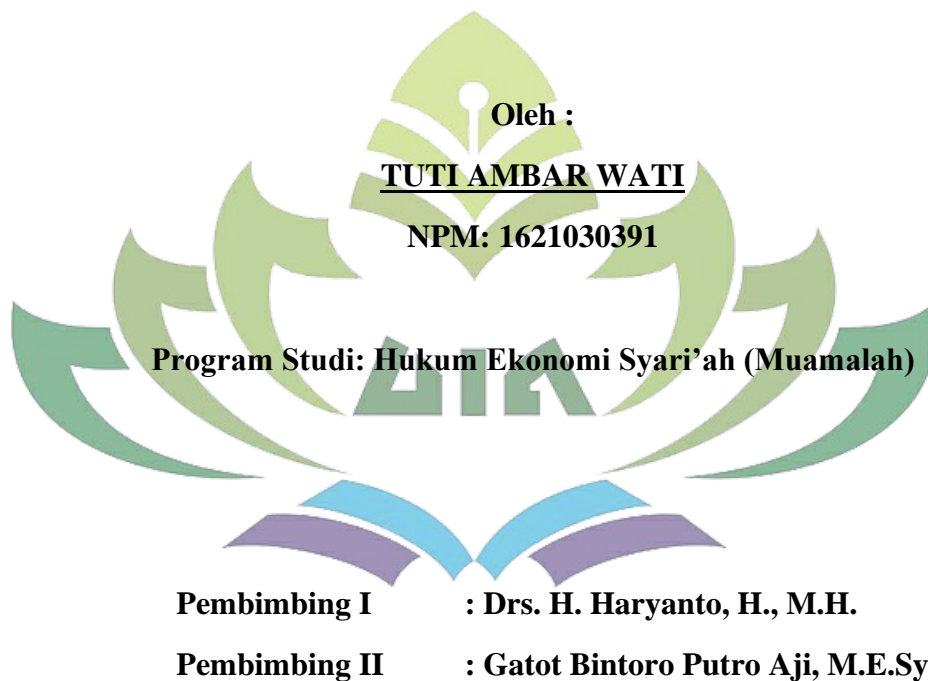 Oleh :
TUTI AMBAR WATI
NPM: 1621030391
Program Studi: Hukum Ekonomi Syari’ah (Muamalah)
Pembimbing I : Drs. H. Haryanto, H., M.H.
Pembimbing II : Gatot Bintoro Putro Aji, M.E.Sy